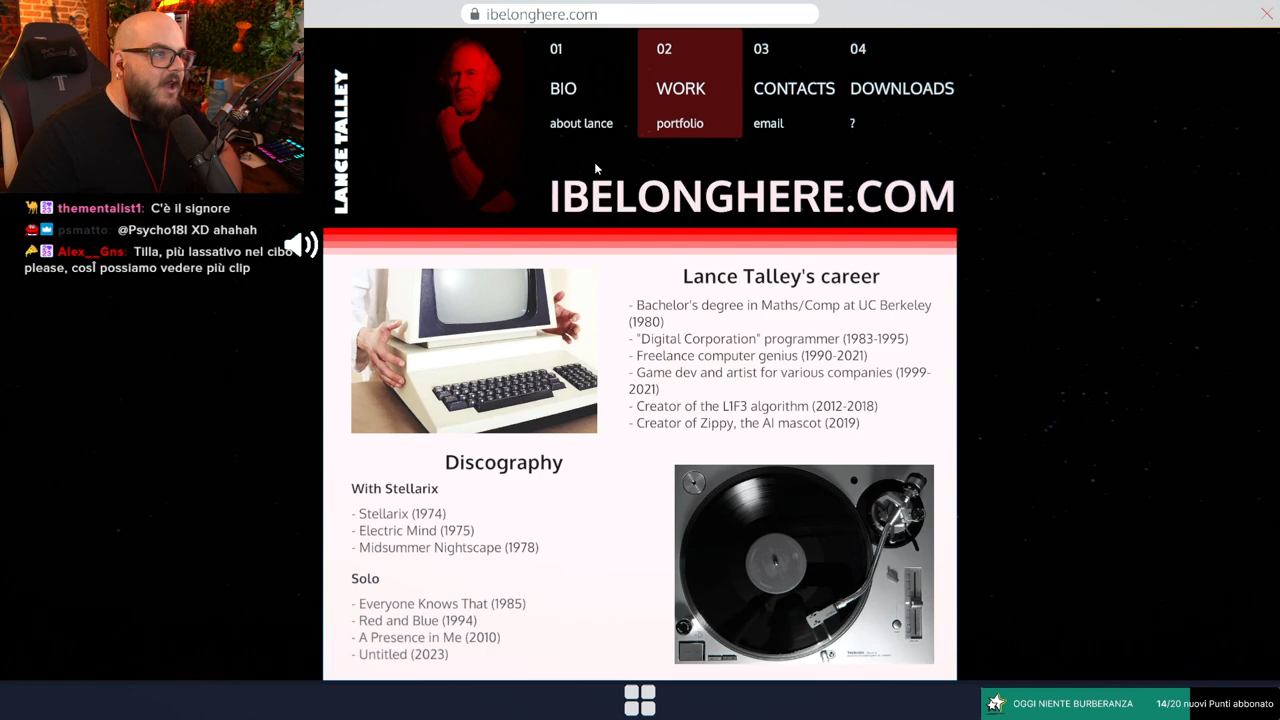 ibelonghere.com
LANCE TALLEY
01
BIO
about lance
02
WORK
portfolio
03
CONTACTS
email
04
DOWNLOADS
?
IBELONGHERE.COM
thementalist1: C'è il signore
psmatto: @Psycho18I XD ahahah
Alex__Gns: Tilla, più lassativo nel cibo
please, così possiamo vedere più clip
Lance Talley's career
- Bachelor's degree in Maths/Comp at UC Berkeley
(1980)
- "Digital Corporation" programmer (1983-1995)
- Freelance computer genius (1990-2021)
- Game dev and artist for various companies (1999-
2021)
- Creator of the L1F3 algorithm (2012-2018)
- Creator of Zippy, the AI mascot (2019)
Discography
With Stellarix
- Stellarix (1974)
- Electric Mind (1975)
- Midsummer Nightscape (1978)
Solo
- Everyone Knows That (1985)
- Red and Blue (1994)
- A Presence in Me (2010)
- Untitled (2023)
OGGI NIENTE BURBERANZA
14/20 nuovi Punti abbonato